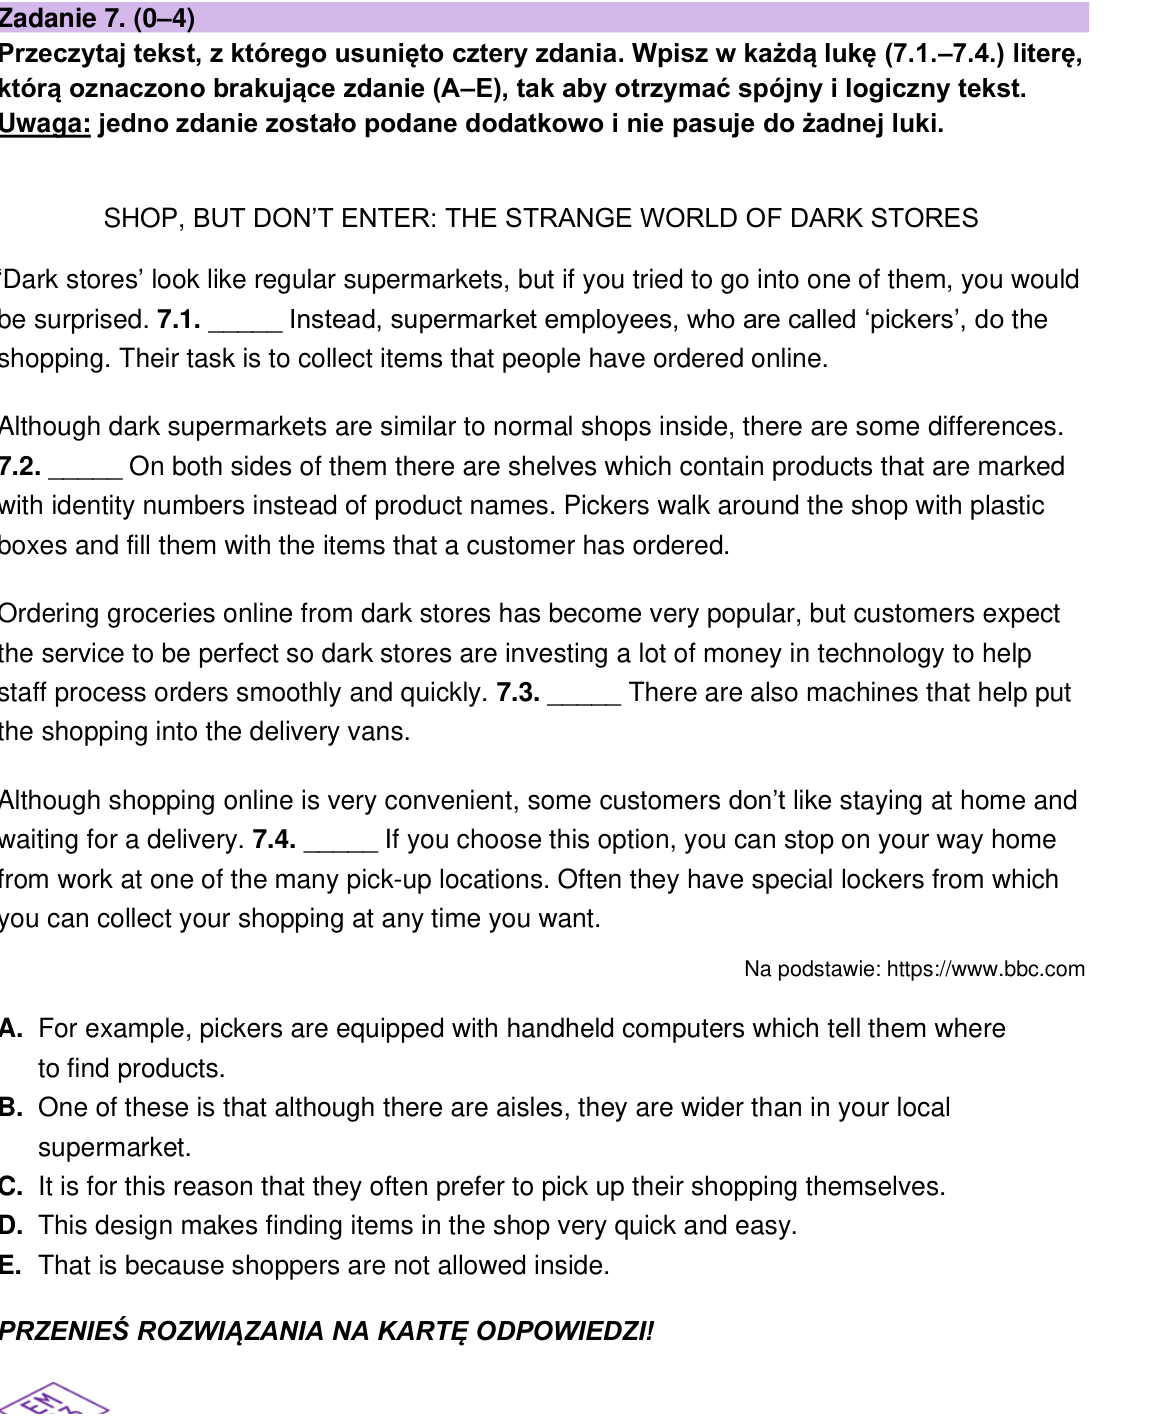 Zadanie 7. (0–4)
Przeczytaj tekst, z którego usunięto cztery zdania. Wpisz w każdą lukę (7.1.–7.4.) literę,
którą oznaczono brakujące zdanie (A–E), tak aby otrzymać spójny i logiczny tekst.
Uwaga: jedno zdanie zostało podane dodatkowo i nie pasuje do żadnej luki.
SHOP, BUT DON’T ENTER: THE STRANGE WORLD OF DARK STORES
‘Dark stores’ look like regular supermarkets, but if you tried to go into one of them, you would
be surprised. 7.1. _____ Instead, supermarket employees, who are called ‘pickers’, do the
shopping. Their task is to collect items that people have ordered online.
Although dark supermarkets are similar to normal shops inside, there are some differences.
7.2. _____ On both sides of them there are shelves which contain products that are marked
with identity numbers instead of product names. Pickers walk around the shop with plastic
boxes and fill them with the items that a customer has ordered.
Ordering groceries online from dark stores has become very popular, but customers expect
the service to be perfect so dark stores are investing a lot of money in technology to help
staff process orders smoothly and quickly. 7.3. _____ There are also machines that help put
the shopping into the delivery vans.
Although shopping online is very convenient, some customers don’t like staying at home and
waiting for a delivery. 7.4. _____ If you choose this option, you can stop on your way home
from work at one of the many pick-up locations. Often they have special lockers from which
you can collect your shopping at any time you want.
Na podstawie: https://www.bbc.com
A. For example, pickers are equipped with handheld computers which tell them where
to find products.
B. One of these is that although there are aisles, they are wider than in your local
supermarket.
C. It is for this reason that they often prefer to pick up their shopping themselves.
D. This design makes finding items in the shop very quick and easy.
E. That is because shoppers are not allowed inside.
PRZENIEŚ ROZWIĄZANIA NA KARTĘ ODPOWIEDZI!